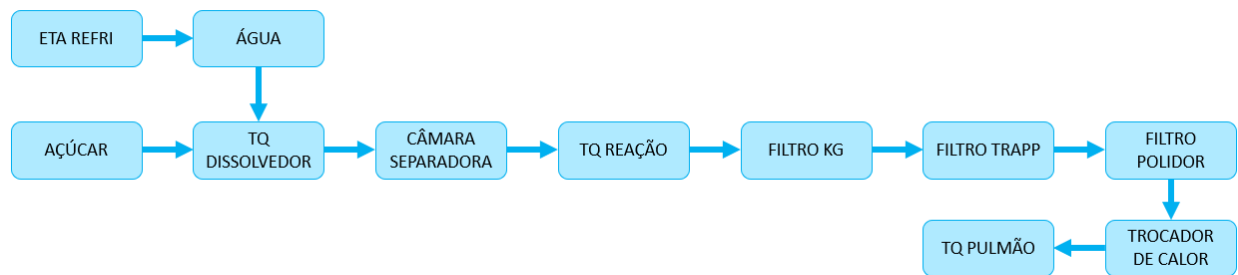 ETA REFRI
ÁGUA
AÇÚCAR
TQ
DISSOLVEDOR
CÂMARA
SEPARADORA
TQ REAÇÃO
FILTRO KG
FILTRO TRAPP
FILTRO
POLIDOR
TQ PULMÃO
TROCADOR
DE CALOR